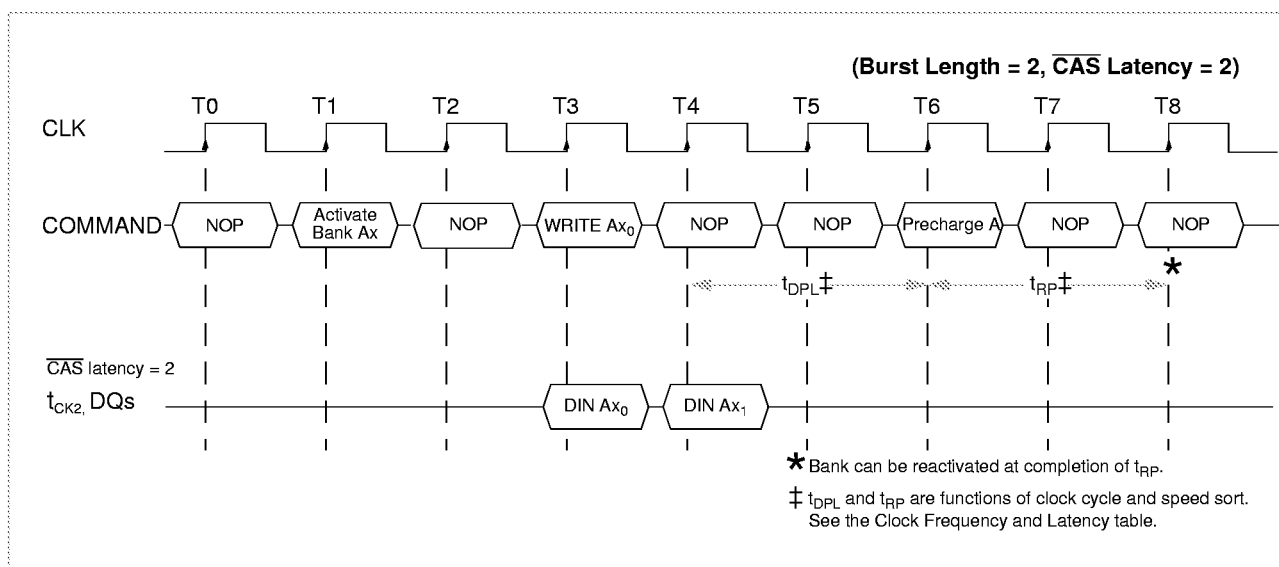 (Burst Length = 2, CAS Latency = 2)
T0 T1 T2 T3 T4 T5 T6 T7 T8
CLK
COMMAND NOP Activate Bank Ax NOP WRITE Ax0 NOP NOP Precharge A NOP NOP
*
tDPL‡ tRP‡
CAS latency = 2
tCK2, DQs DIN Ax0 DIN Ax1
* Bank can be reactivated at completion of tRP.
‡ tDPL and tRP are functions of clock cycle and speed sort.
See the Clock Frequency and Latency table.